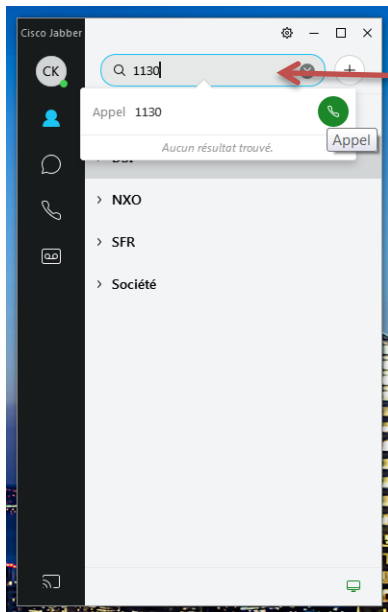 Cisco Jabber
CK
1130
Appel 1130
Appel
Aucun résultat trouvé.
NXO
SFR
Société